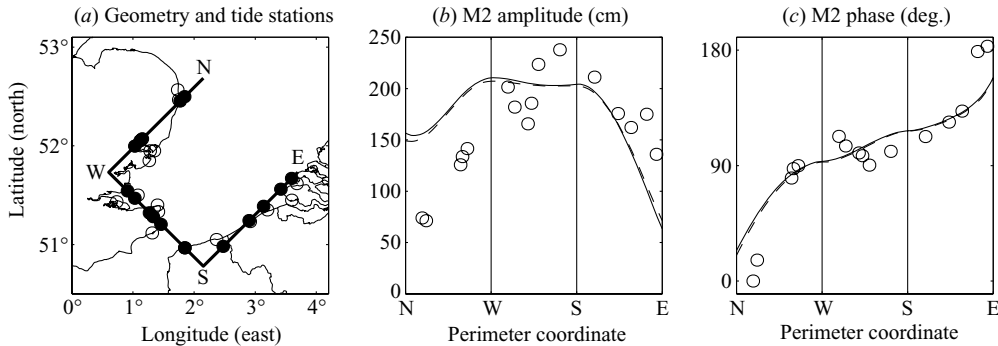 (a) Geometry and tide stations
53°
52°
51°
0°
1°
2°
3°
4°
Latitude (north)
Longitude (east)
N
W
S
E
(b) M2 amplitude (cm)
250
200
150
100
50
0
N
W
S
E
Perimeter coordinate
(c) M2 phase (deg.)
180
90
0
N
W
S
E
Perimeter coordinate